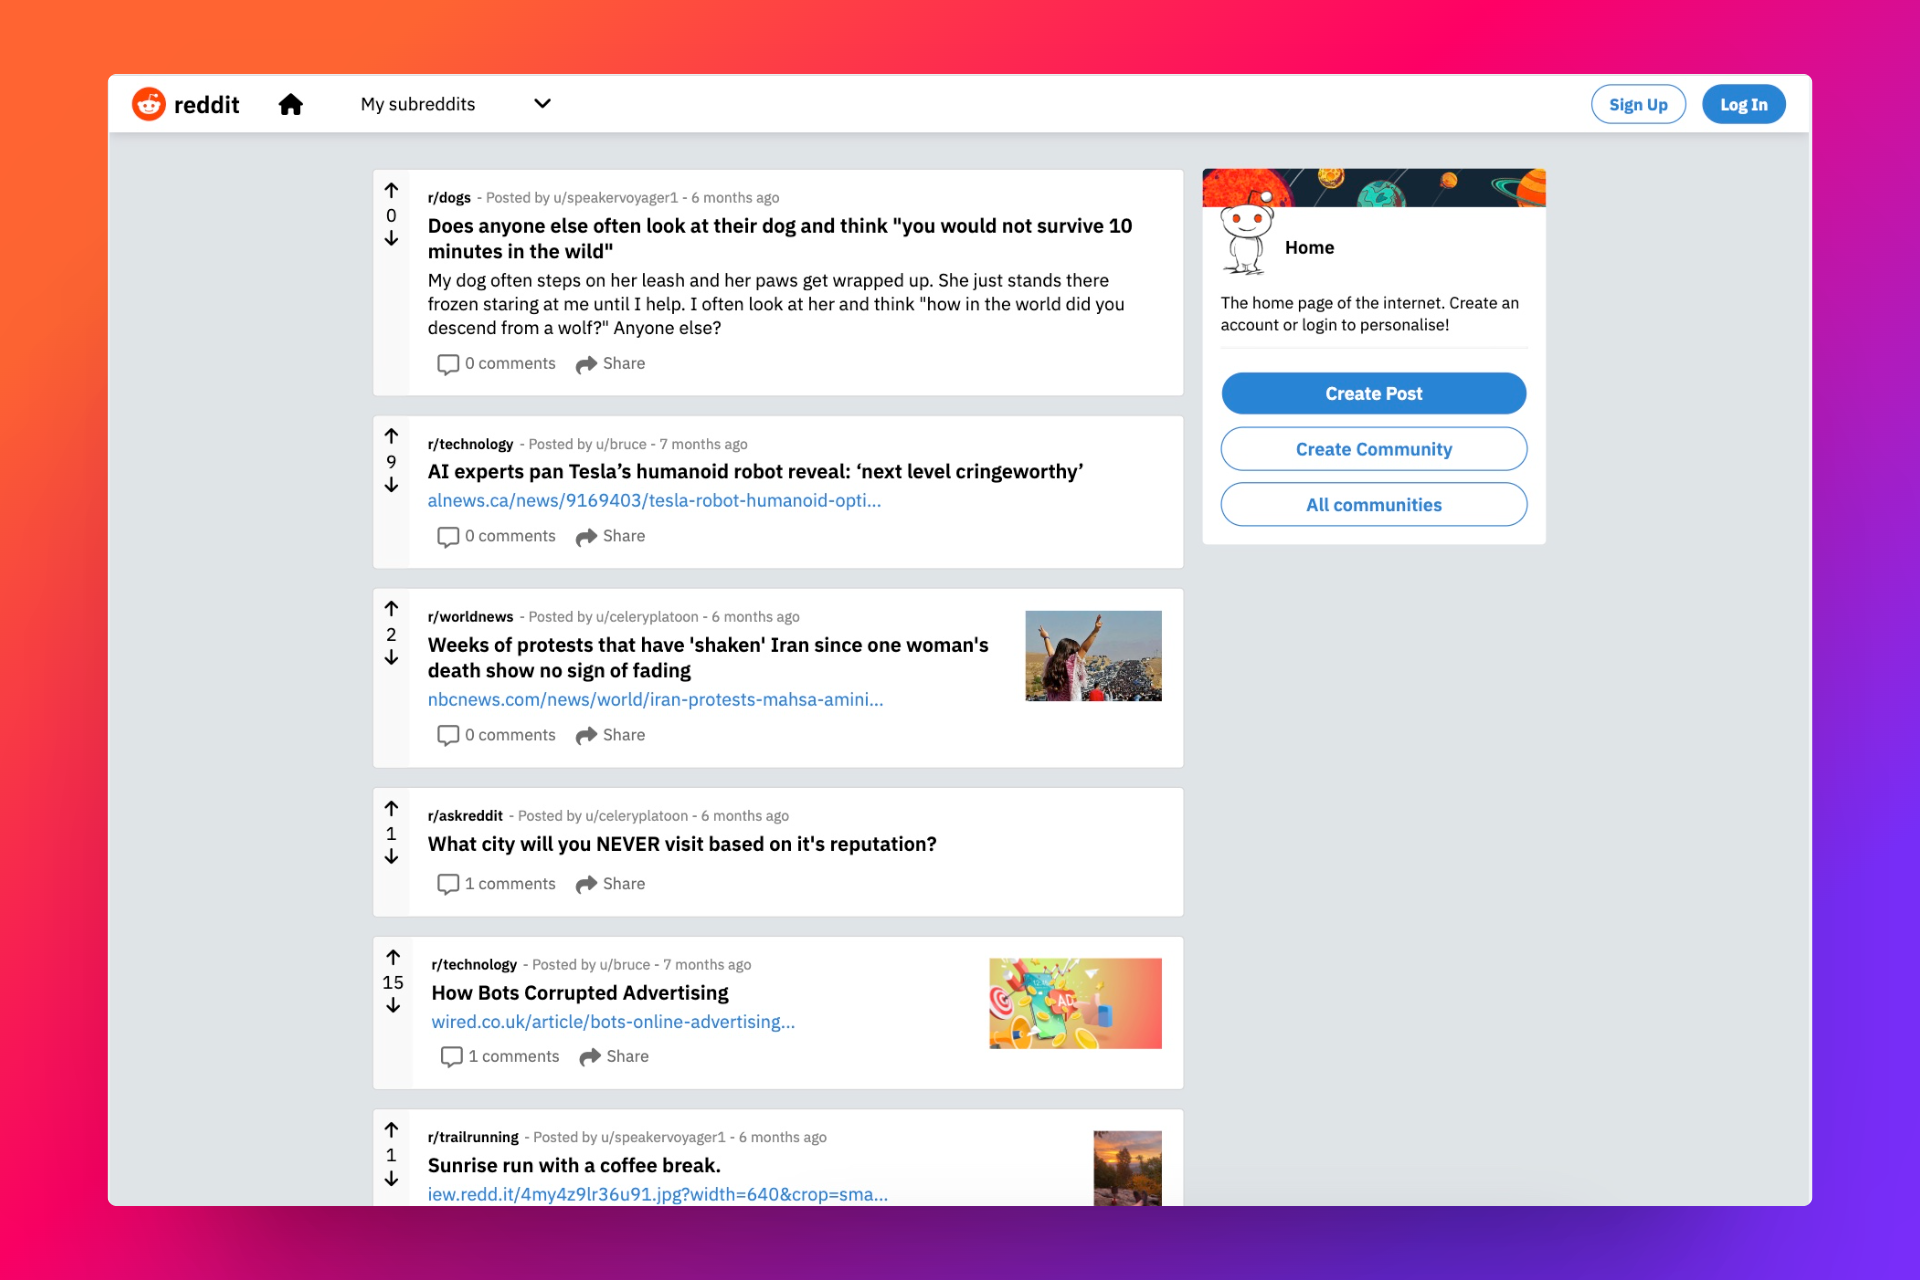 reddit
My subreddits
Sign Up
Log In
0
r/dogs - Posted by u/speakervoyager1 - 6 months ago
Does anyone else often look at their dog and think "you would not survive 10
minutes in the wild"
My dog often steps on her leash and her paws get wrapped up. She just stands there
frozen staring at me until I help. I often look at her and think "how in the world did you
descend from a wolf?" Anyone else?
0 comments
Share
9
r/technology - Posted by u/bruce - 7 months ago
AI experts pan Tesla’s humanoid robot reveal: ‘next level cringeworthy’
alnews.ca/news/9169403/tesla-robot-humanoid-opti...
0 comments
Share
2
r/worldnews - Posted by u/celeryplatoon - 6 months ago
Weeks of protests that have 'shaken' Iran since one woman's
death show no sign of fading
nbcnews.com/news/world/iran-protests-mahsa-amini...
0 comments
Share
1
r/askreddit - Posted by u/celeryplatoon - 6 months ago
What city will you NEVER visit based on it's reputation?
1 comments
Share
15
r/technology - Posted by u/bruce - 7 months ago
How Bots Corrupted Advertising
wired.co.uk/article/bots-online-advertising...
AD
1 comments
Share
1
r/trailrunning - Posted by u/speakervoyager1 - 6 months ago
Sunrise run with a coffee break.
iew.redd.it/4my4z9lr36u91.jpg?width=640&crop=sma...
Home
The home page of the internet. Create an
account or login to personalise!
Create Post
Create Community
All communities